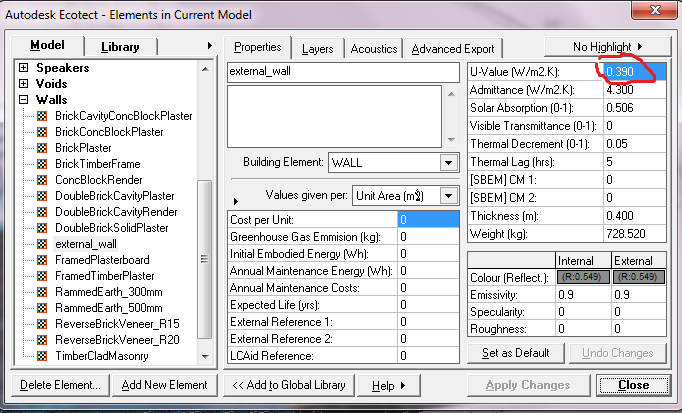 Autodesk Ecotect - Elements in Current Model
Model
Library
Speakers
Voids
Walls
BrickCavityConcBlockPlaster
BrickConcBlockPlaster
BrickPlaster
BrickTimberFrame
ConcBlockRender
DoubleBrickCavityPlaster
DoubleBrickCavityRender
DoubleBrickSolidPlaster
external_wall
FramedPlasterboard
FramedTimberPlaster
RammedEarth_300mm
RammedEarth_500mm
ReverseBrickVeneer_R15
ReverseBrickVeneer_R20
TimberCladMasonry
Delete Element...
Add New Element
Properties
Layers
Acoustics
Advanced Export
No Highlight
external_wall
Building Element: WALL
Values given per: Unit Area (m²)
Cost per Unit: 0
Greenhouse Gas Emmision (kg): 0
Initial Embodied Energy (Wh): 0
Annual Maintenance Energy (Wh): 0
Annual Maintenance Costs: 0
Expected Life (yrs): 0
External Reference 1: 0
External Reference 2: 0
LCAid Reference: 0
<< Add to Global Library
Help
U-Value (W/m2.K): 0.390
Admittance (W/m2.K): 4.300
Solar Absorption (0-1): 0.506
Visible Transmittance (0-1): 0
Thermal Decrement (0-1): 0.05
Thermal Lag (hrs): 5
[SBEM] CM 1: 0
[SBEM] CM 2: 0
Thickness (m): 0.400
Weight (kg): 728.520
Internal External
Colour (Reflect.): (R:0.549) (R:0.549)
Emissivity: 0.9 0.9
Specularity: 0 0
Roughness: 0 0
Set as Default
Undo Changes
Apply Changes
Close